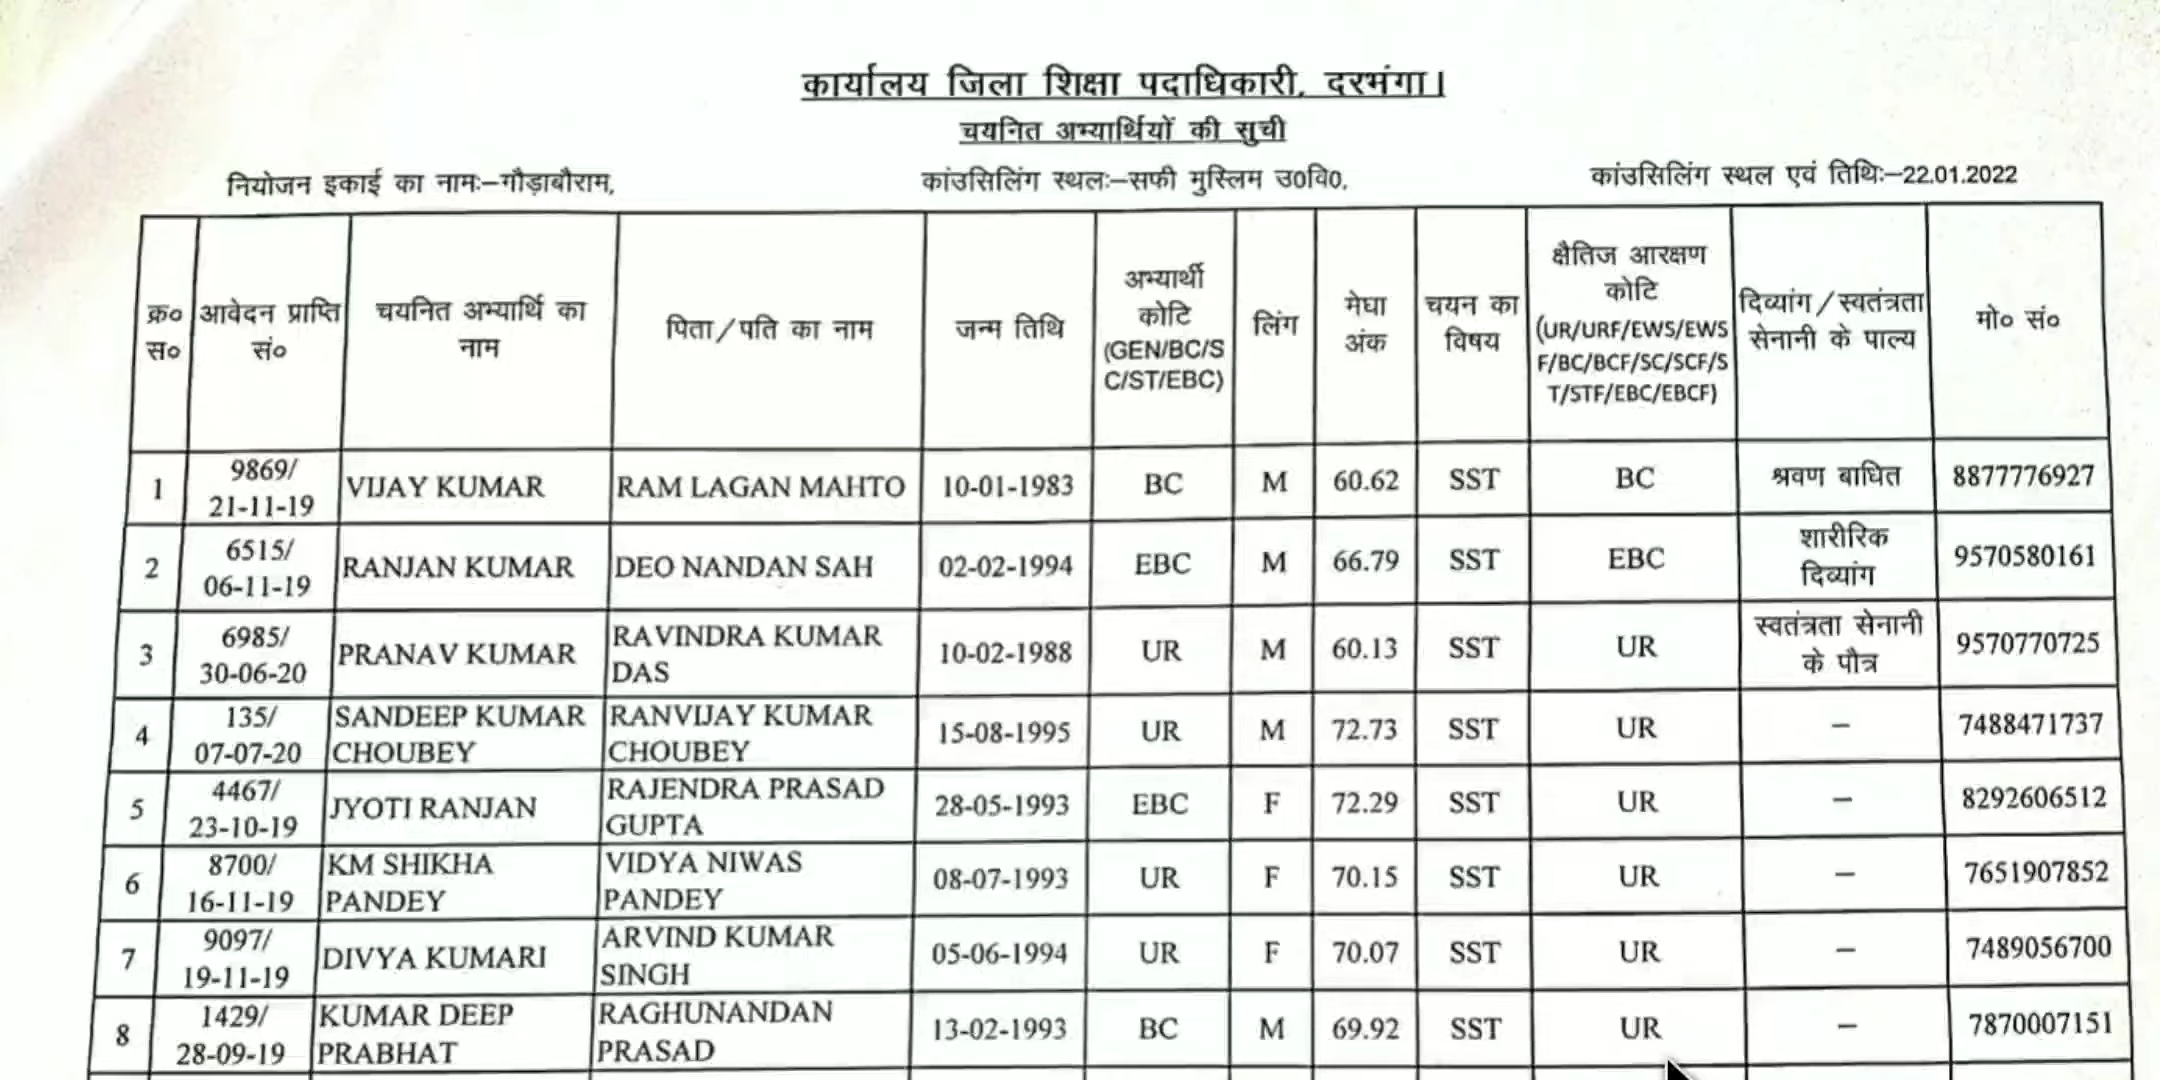 कार्यालय जिला शिक्षा पदाधिकारी, दरभंगा।
चयनित अभ्यार्थियों की सुची
नियोजन इकाई का नामः–गौड़ाबौराम, कांउसिलिंग स्थलः–सफी मुस्लिम उ०वि०, कांउसिलिंग स्थल एवं तिथिः–22.01.2022
क्र० स० आवेदन प्राप्ति सं० चयनित अभ्यार्थि का नाम पिता/पति का नाम जन्म तिथि अभ्यार्थी कोटि (GEN/BC/SC/ST/EBC) लिंग मेघा अंक चयन का विषय क्षैतिज आरक्षण कोटि (UR/URF/EWS/EWSF/BC/BCF/SC/SCF/ST/STF/EBC/EBCF) दिव्यांग/स्वतंत्रता सेनानी के पाल्य मो० सं०
1 9869/ 21-11-19 VIJAY KUMAR RAM LAGAN MAHTO 10-01-1983 BC M 60.62 SST BC श्रवण बाधित 8877776927
2 6515/ 06-11-19 RANJAN KUMAR DEO NANDAN SAH 02-02-1994 EBC M 66.79 SST EBC शारीरिक दिव्यांग 9570580161
3 6985/ 30-06-20 PRANAV KUMAR RAVINDRA KUMAR DAS 10-02-1988 UR M 60.13 SST UR स्वतंत्रता सेनानी के पौत्र 9570770725
4 135/ 07-07-20 SANDEEP KUMAR CHOUBEY RANVIJAY KUMAR CHOUBEY 15-08-1995 UR M 72.73 SST UR – 7488471737
5 4467/ 23-10-19 JYOTI RANJAN RAJENDRA PRASAD GUPTA 28-05-1993 EBC F 72.29 SST UR – 8292606512
6 8700/ 16-11-19 KM SHIKHA PANDEY VIDYA NIWAS PANDEY 08-07-1993 UR F 70.15 SST UR – 7651907852
7 9097/ 19-11-19 DIVYA KUMARI ARVIND KUMAR SINGH 05-06-1994 UR F 70.07 SST UR – 7489056700
8 1429/ 28-09-19 KUMAR DEEP PRABHAT RAGHUNANDAN PRASAD 13-02-1993 BC M 69.92 SST UR – 7870007151